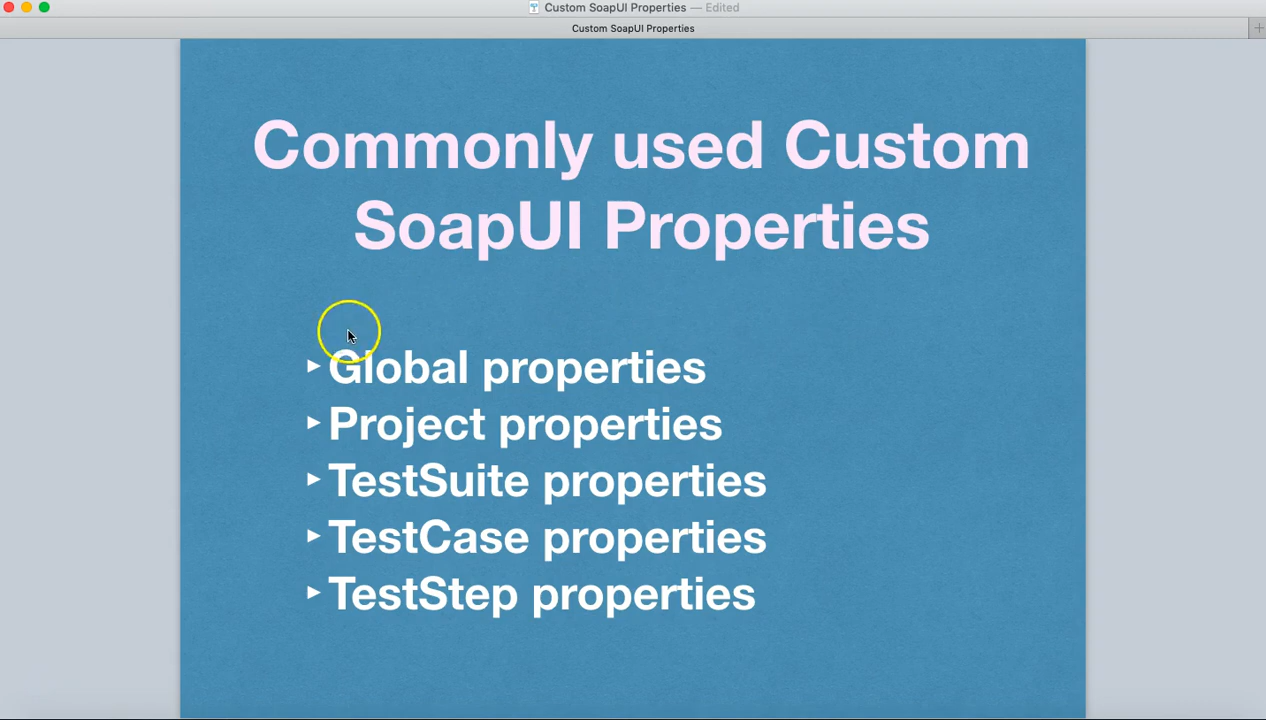 Custom SoapUI Properties — Edited
Custom SoapUI Properties
Commonly used Custom
SoapUI Properties
‣ Global properties
‣ Project properties
‣ TestSuite properties
‣ TestCase properties
‣ TestStep properties